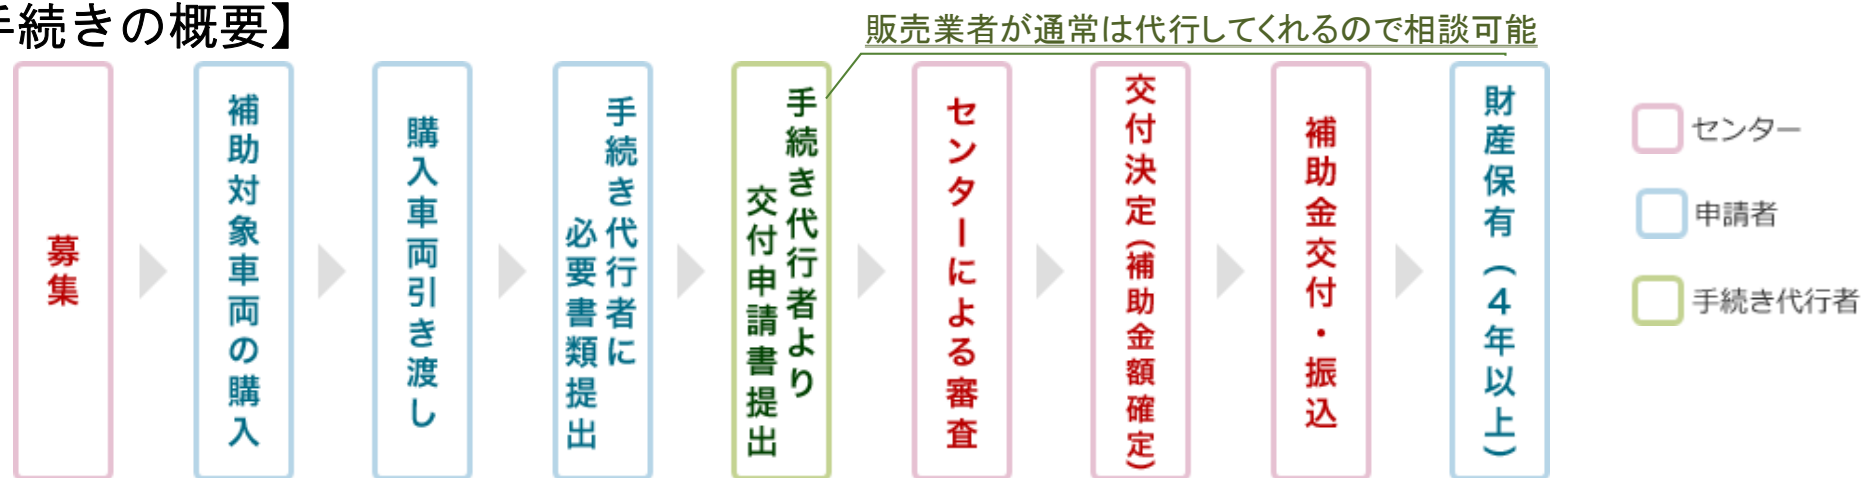 手続きの概要】
販売業者が通常は代行してくれるので相談可能
募集
補助対象車両の購入
購入車両引き渡し
手続き代行者に
必要書類提出
手続き代行者より
交付申請書提出
センターによる審査
交付決定(補助金額確定)
補助金交付・振込
財産保有(4年以上)
センター
申請者
手続き代行者